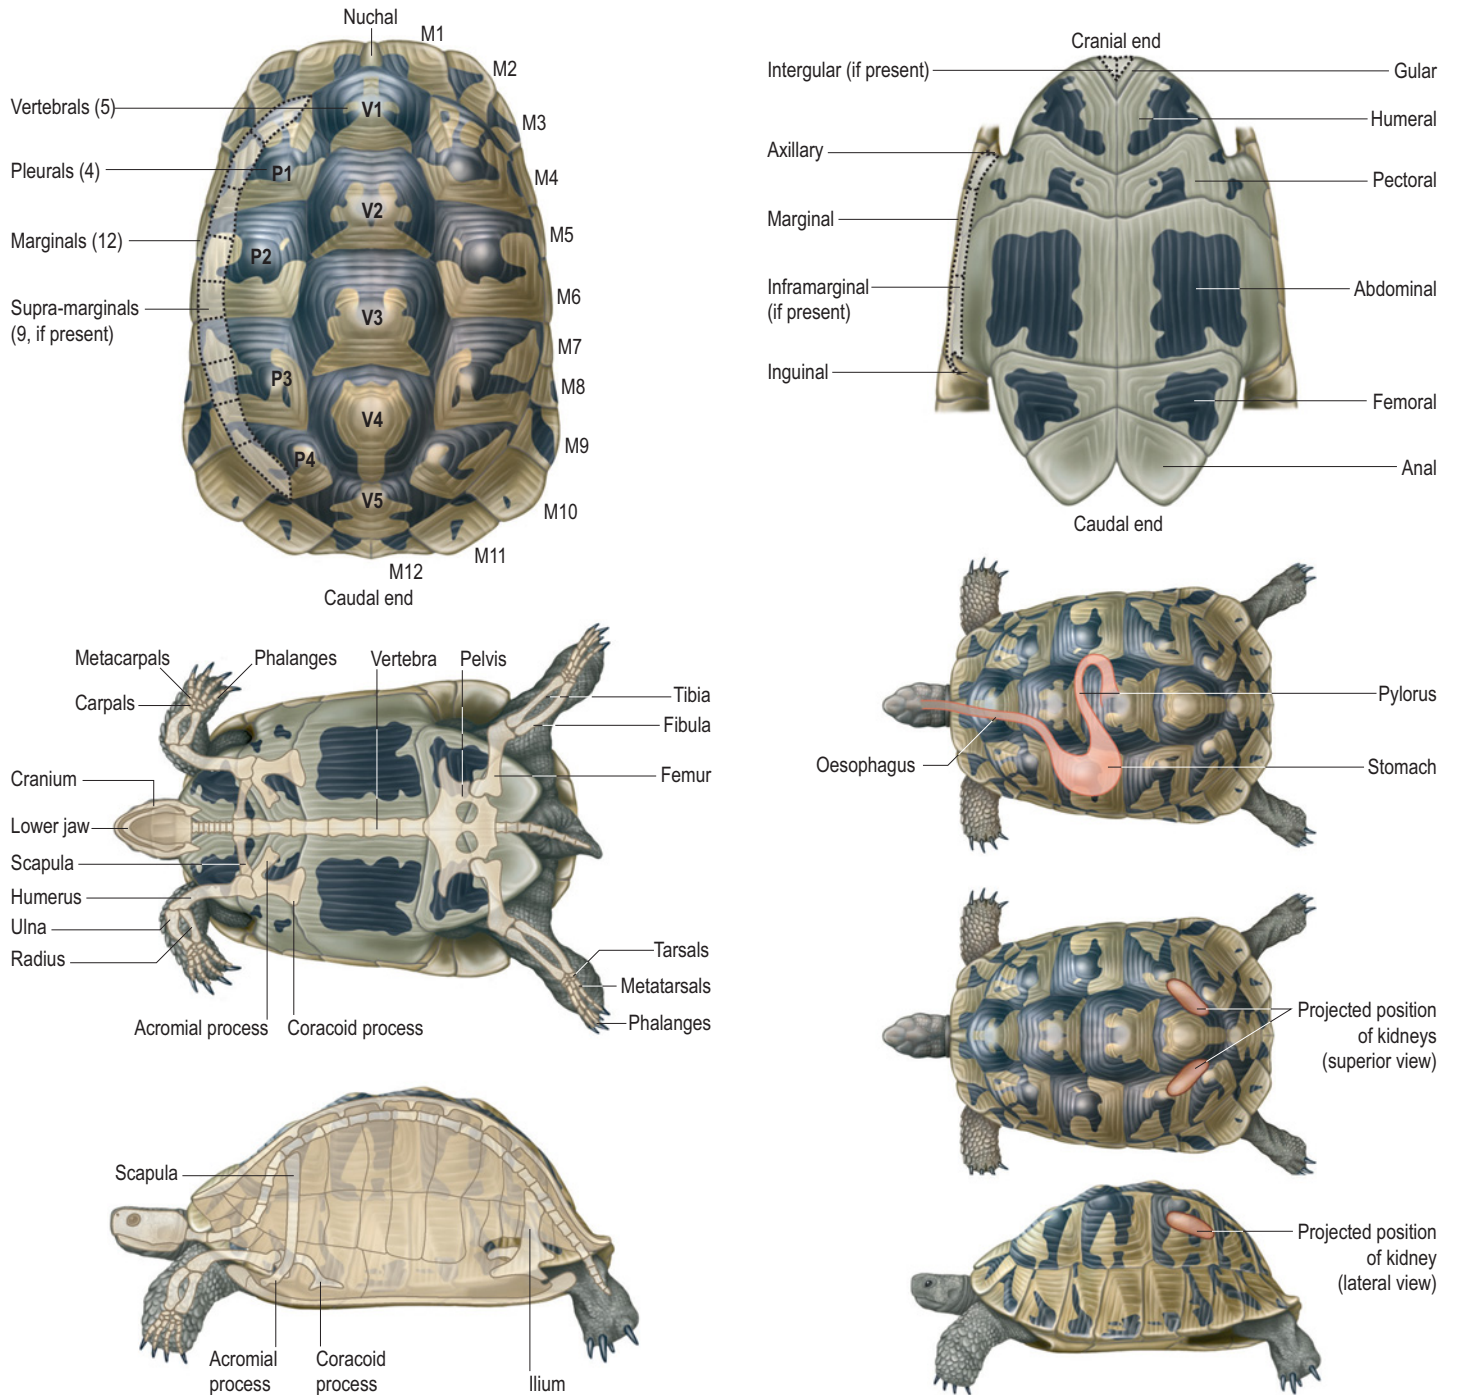 Nuchal
M1
M2
Vertebrals (5)
V1
M3
Pleurals (4)
P1
M4
V2
Marginals (12)
P2
M5
Supra-marginals
(9, if present)
M6
V3
M7
P3
M8
V4
M9
P4
V5
M10
M11
M12
Caudal end
Cranial end
Intergular (if present)
Gular
Humeral
Axillary
Pectoral
Marginal
Inframarginal
(if present)
Abdominal
Inguinal
Femoral
Anal
Caudal end
Metacarpals
Phalanges
Vertebra
Pelvis
Carpals
Tibia
Fibula
Cranium
Femur
Lower jaw
Scapula
Humerus
Ulna
Radius
Tarsals
Metatarsals
Phalanges
Acromial process
Coracoid process
Pylorus
Oesophagus
Stomach
Projected position
of kidneys
(superior view)
Scapula
Acromial
process
Coracoid
process
Ilium
Projected position
of kidney
(lateral view)